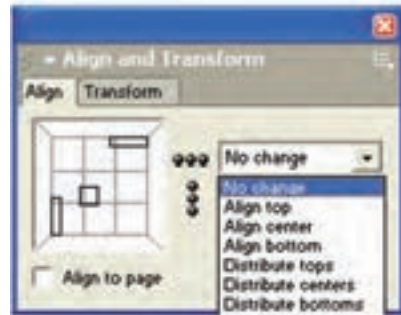 Align and Transform
Align Transform
No change
No change
Align top
Align center
Align bottom
Distribute tops
Distribute centers
Distribute bottoms
Align to page